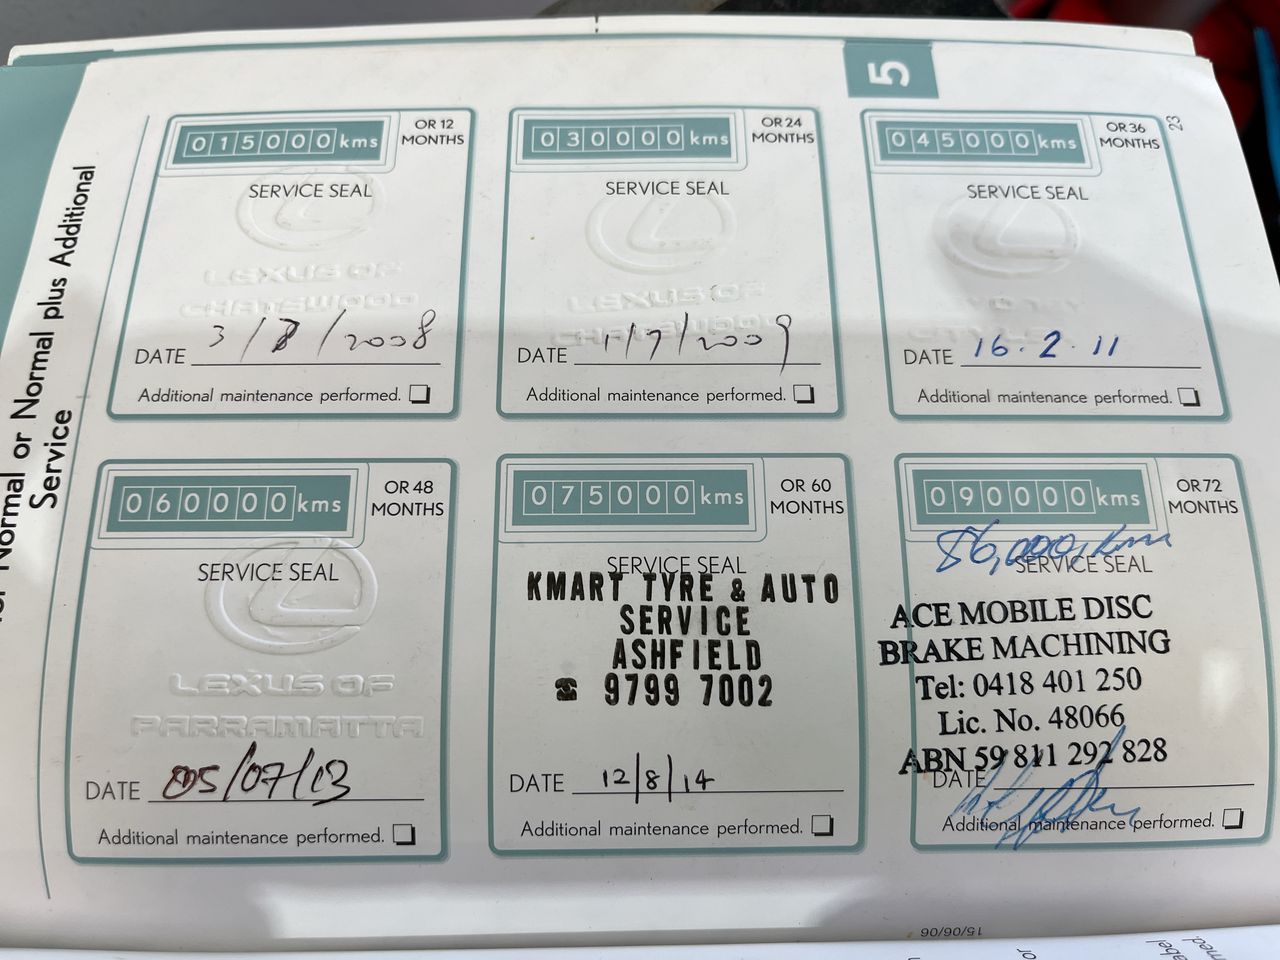 5
23
For Normal or Normal plus Additional
Service
015000 kms
OR 12
MONTHS
SERVICE SEAL
LEXUS OF
CHATSWOOD
DATE 3/8/2008
Additional maintenance performed.
030000 kms
OR 24
MONTHS
SERVICE SEAL
LEXUS OF
CHATSWOOD
DATE 1/7/2009
Additional maintenance performed.
045000 kms
OR 36
MONTHS
SERVICE SEAL
DATE 16.2.11
Additional maintenance performed.
060000 kms
OR 48
MONTHS
SERVICE SEAL
LEXUS OF
PARRAMATTA
DATE 05/07/13
Additional maintenance performed.
075000 kms
OR 60
MONTHS
SERVICE SEAL
KMART TYRE & AUTO
SERVICE
ASHFIELD
☎ 9799 7002
DATE 12/8/14
Additional maintenance performed.
090000 kms
OR 72
MONTHS
86,000, km
SERVICE SEAL
ACE MOBILE DISC
BRAKE MACHINING
Tel: 0418 401 250
Lic. No. 48066
ABN 59 811 292 828
DATE
Additional maintenance performed.
15/06/06